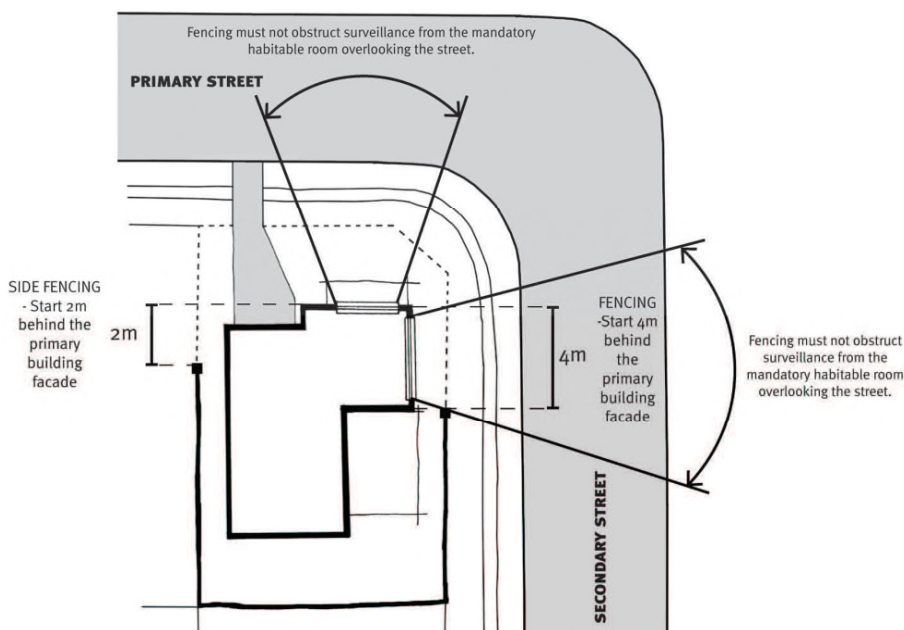 Fencing must not obstruct surveillance from the mandatory
habitable room overlooking the street.
PRIMARY STREET
SIDE FENCING
- Start 2m
behind the
primary
building
facade
2m
4m
FENCING
-Start 4m
behind
the
primary
building
facade
Fencing must not obstruct
surveillance from the
mandatory habitable room
overlooking the street.
SECONDARY STREET